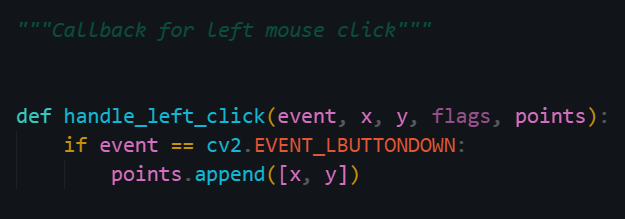 """Callback for left mouse click"""
def handle_left_click(event, x, y, flags, points):
    if event == cv2.EVENT_LBUTTONDOWN:
        points.append([x, y])